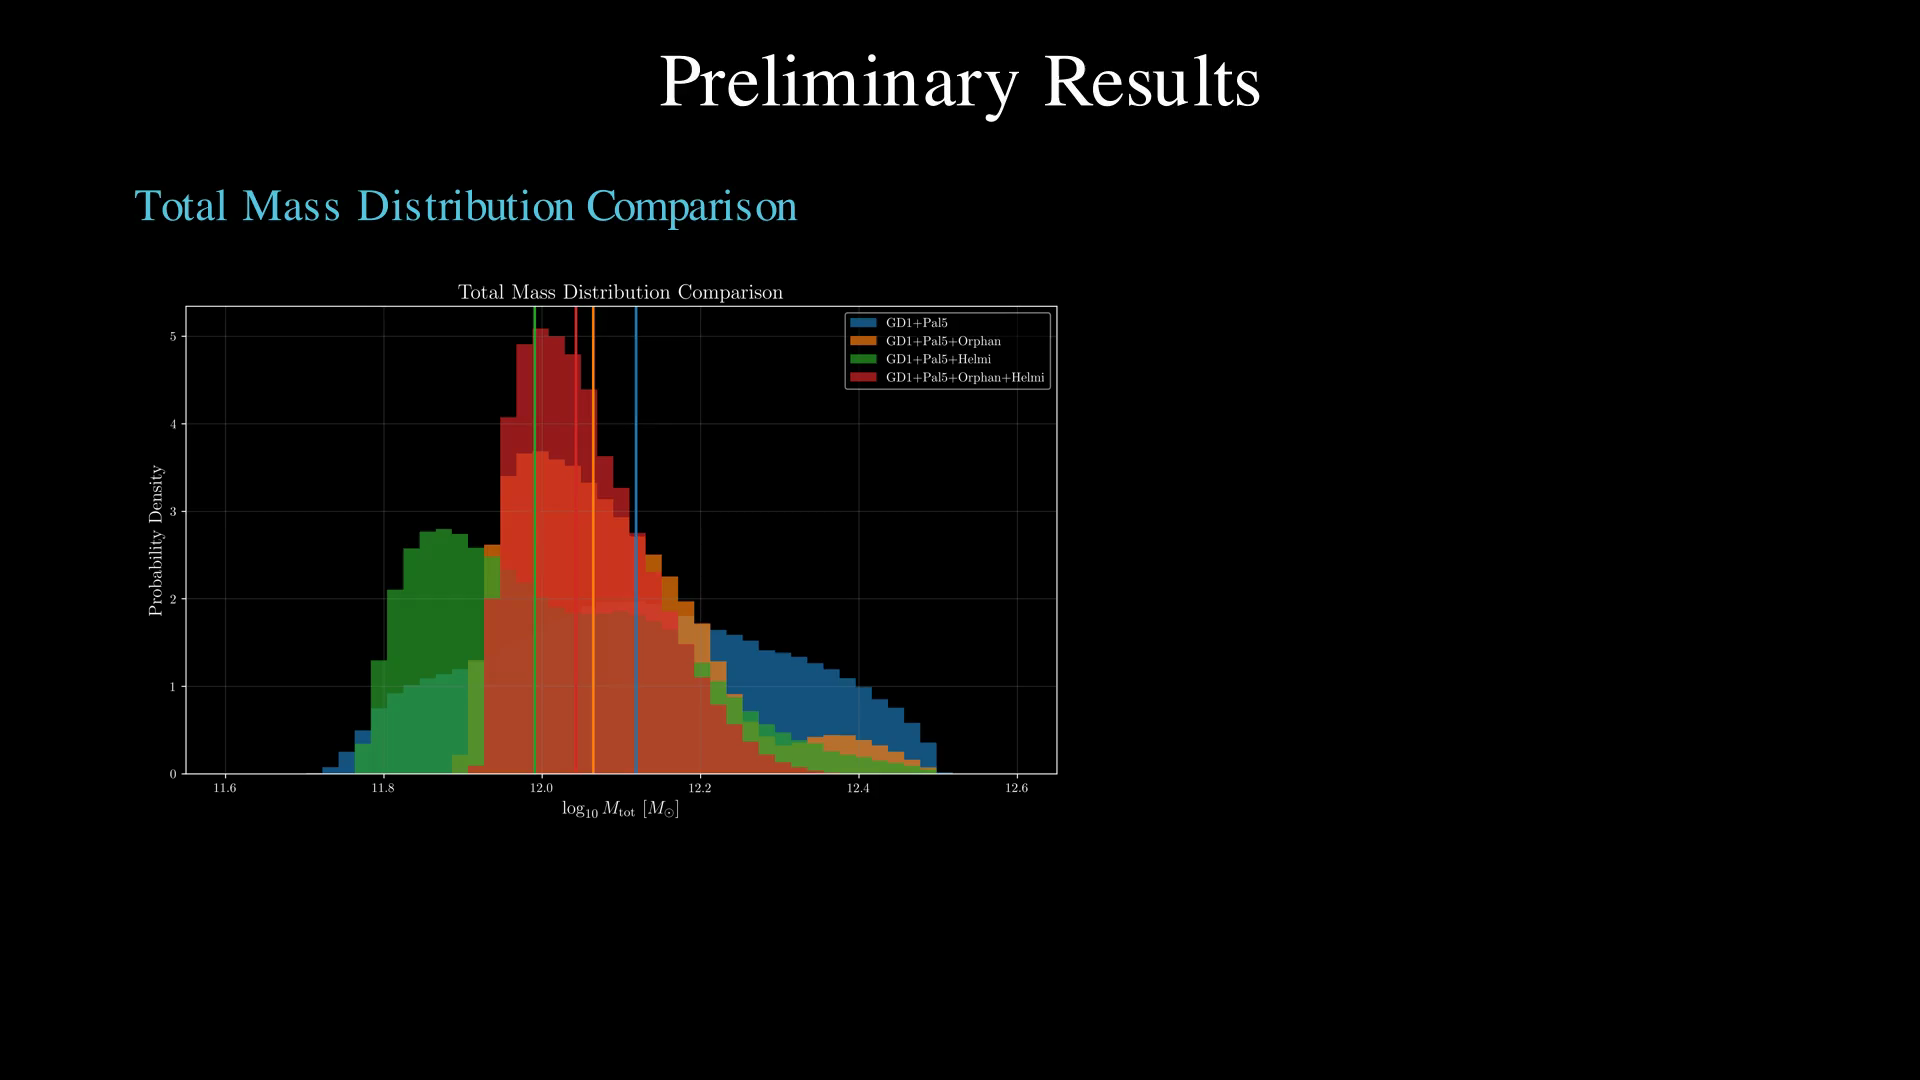 Preliminary Results
Total Mass Distribution Comparison
Total Mass Distribution Comparison
GD1+Pal5
GD1+Pal5+Orphan
GD1+Pal5+Helmi
GD1+Pal5+Orphan+Helmi
Probability Density
5
4
3
2
1
0
11.6 11.8 12.0 12.2 12.4 12.6
log₁₀ M_tot [M_⊙]